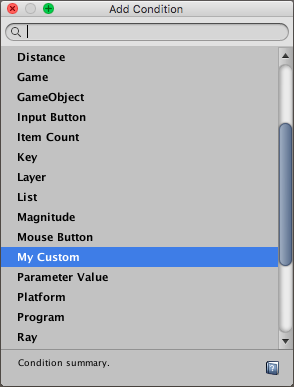 Add Condition
Distance
Game
GameObject
Input Button
Item Count
Key
Layer
List
Magnitude
Mouse Button
My Custom
Parameter Value
Platform
Program
Ray
Condition summary.